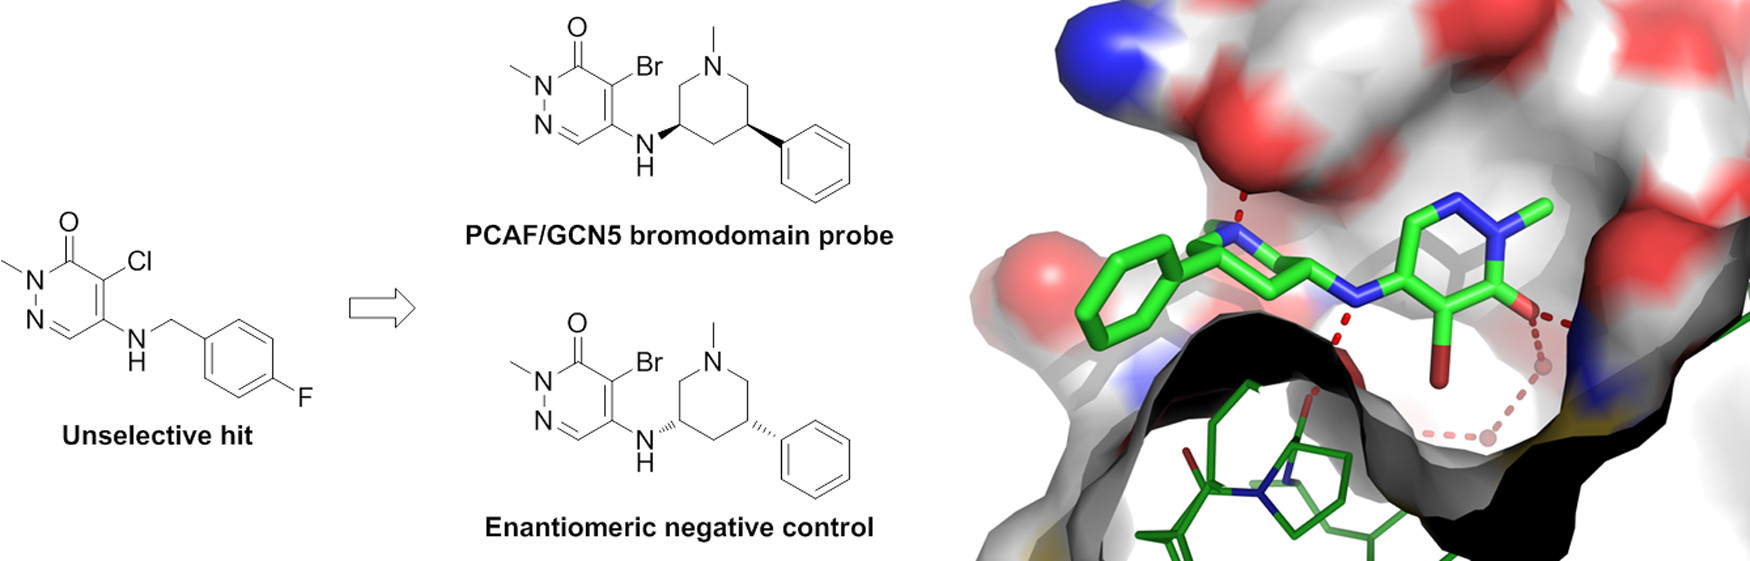 O
N
N
Cl
N
H
F
Unselective hit
O
N
N
Br
N
H
N
PCAF/GCN5 bromodomain probe
O
N
N
Br
N
H
N
Enantiomeric negative control